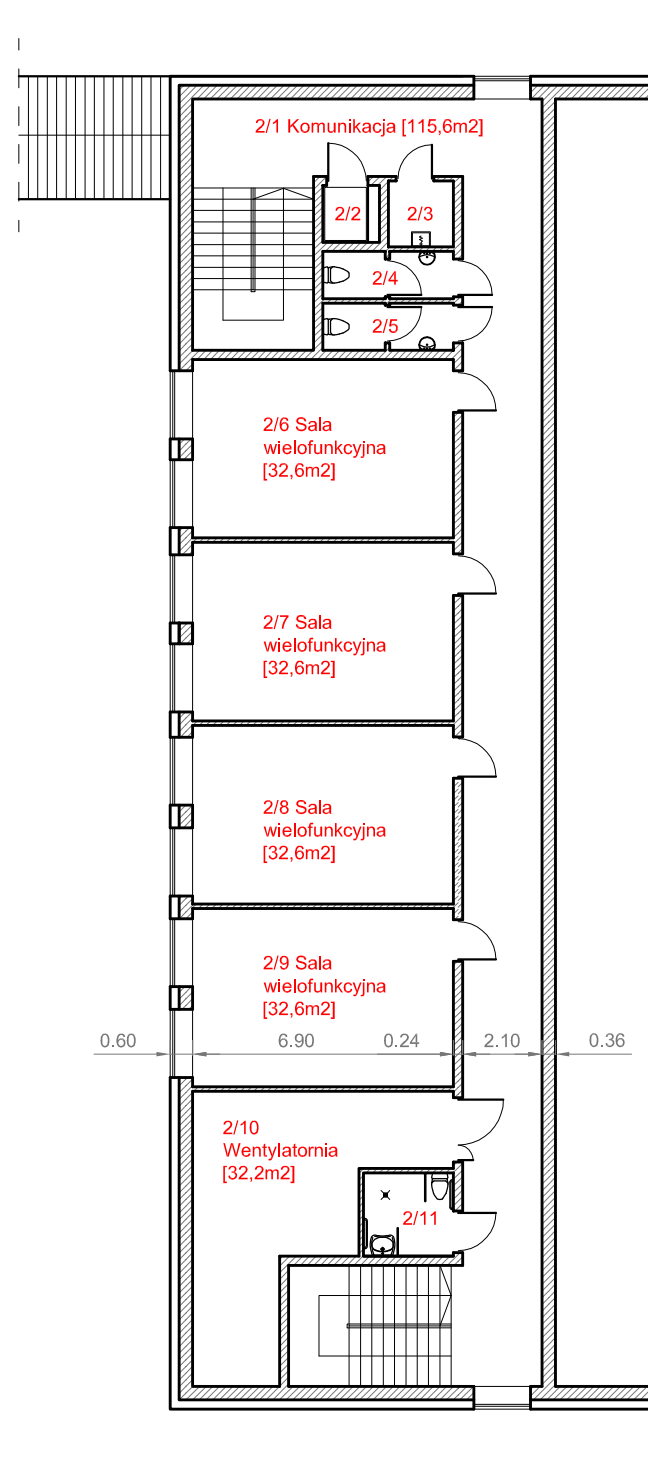 2/1 Komunikacja [115,6m2]
2/2
2/3
2/4
2/5
2/6 Sala
wielofunkcyjna
[32,6m2]
2/7 Sala
wielofunkcyjna
[32,6m2]
2/8 Sala
wielofunkcyjna
[32,6m2]
2/9 Sala
wielofunkcyjna
[32,6m2]
0.60 6.90 0.24 2.10 0.36
2/10
Wentylatornia
[32,2m2]
2/11